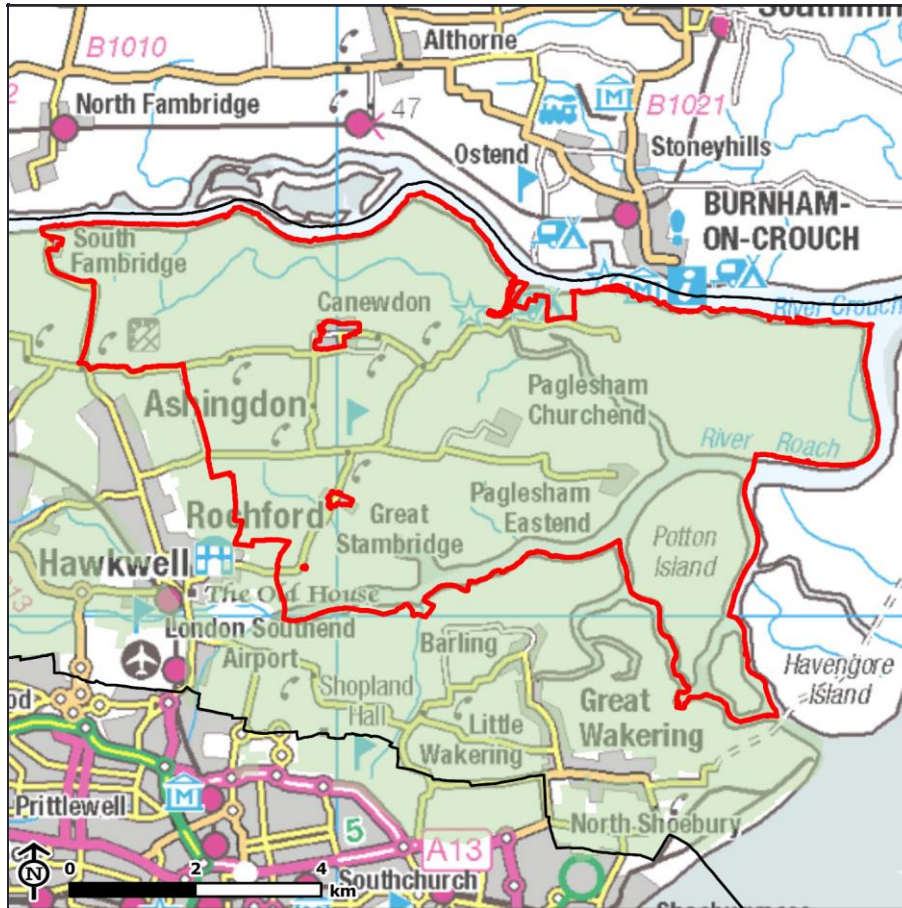 B1010
Althorne
North Fambridge
47
B1021
Ostend
Stoneyhills
BURNHAM-
ON-CROUCH
South
Fambridge
Canewdon
River Crouch
Ashingdon
Paglesham
Churchend
River Roach
Rochford
Great
Stambridge
Paglesham
Eastend
Potton
Island
Hawkwell
The Old House
London Southend
Airport
Barling
Shopland
Hall
Great
Wakering
Havengore
Island
Little
Wakering
Prittlewell
North Shoebury
5
A13
Southchurch
N
0 2 4
km